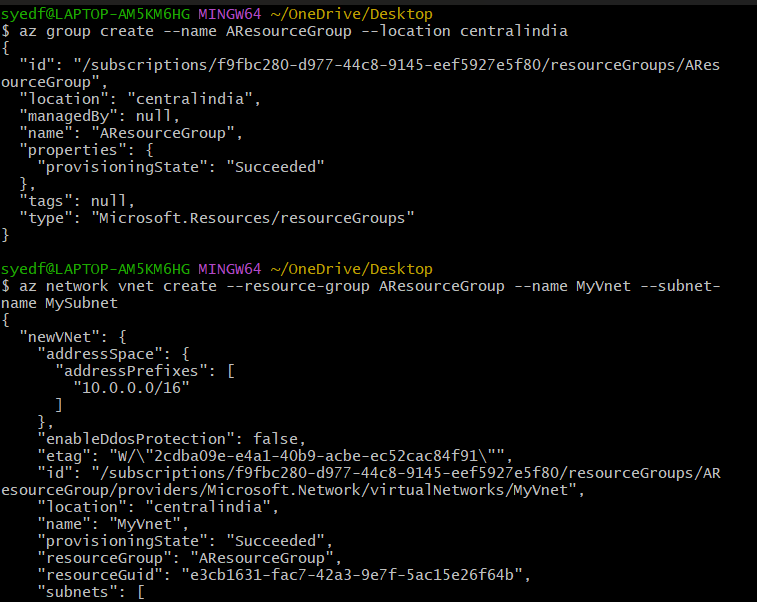 syedf@LAPTOP-AM5KM6HG MINGW64 ~/OneDrive/Desktop
$ az group create --name AResourceGroup --location centralindia
{
  "id": "/subscriptions/f9fbc280-d977-44c8-9145-eef5927e5f80/resourceGroups/ARes
ourceGroup",
  "location": "centralindia",
  "managedBy": null,
  "name": "AResourceGroup",
  "properties": {
    "provisioningState": "Succeeded"
  },
  "tags": null,
  "type": "Microsoft.Resources/resourceGroups"
}
syedf@LAPTOP-AM5KM6HG MINGW64 ~/OneDrive/Desktop
$ az network vnet create --resource-group AResourceGroup --name MyVnet --subnet-
name MySubnet
{
  "newVNet": {
    "addressSpace": {
      "addressPrefixes": [
        "10.0.0.0/16"
      ]
    },
    "enableDdosProtection": false,
    "etag": "W/\"2cdba09e-e4a1-40b9-acbe-ec52cac84f91\"",
    "id": "/subscriptions/f9fbc280-d977-44c8-9145-eef5927e5f80/resourceGroups/AR
esourceGroup/providers/Microsoft.Network/virtualNetworks/MyVnet",
    "location": "centralindia",
    "name": "MyVnet",
    "provisioningState": "Succeeded",
    "resourceGroup": "AResourceGroup",
    "resourceGuid": "e3cb1631-fac7-42a3-9e7f-5ac15e26f64b",
    "subnets": [